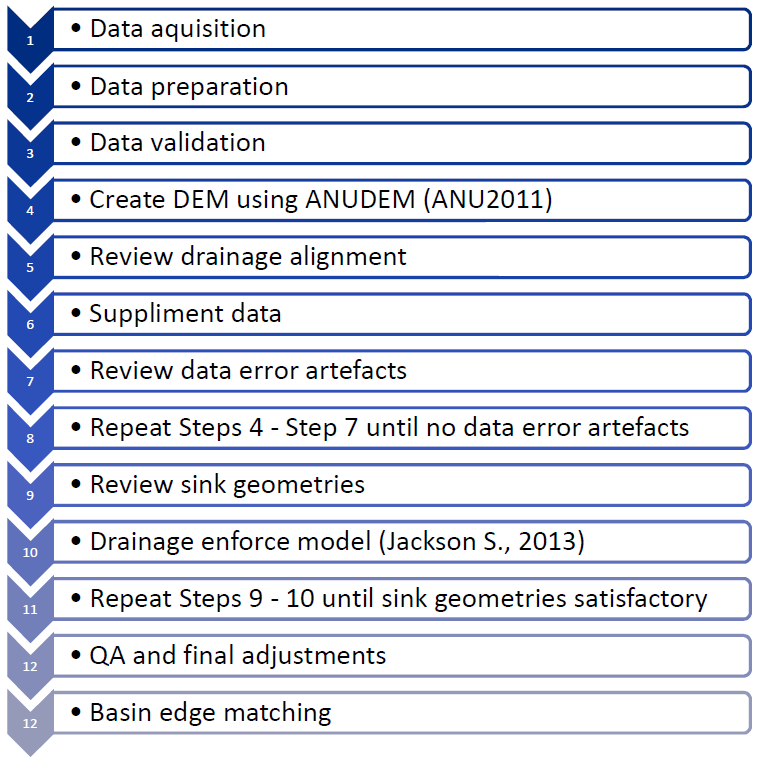 1 • Data aquisition
2 • Data preparation
3 • Data validation
4 • Create DEM using ANUDEM (ANU2011)
5 • Review drainage alignment
6 • Suppliment data
7 • Review data error artefacts
8 • Repeat Steps 4 - Step 7 until no data error artefacts
9 • Review sink geometries
10 • Drainage enforce model (Jackson S., 2013)
11 • Repeat Steps 9 - 10 until sink geometries satisfactory
12 • QA and final adjustments
12 • Basin edge matching